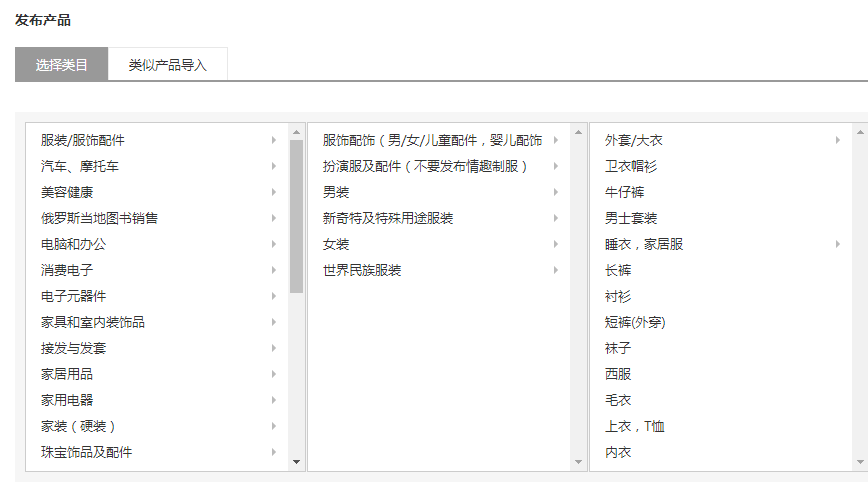 发布产品
选择类目
类似产品导入
服装/服饰配件
汽车、摩托车
美容健康
俄罗斯当地图书销售
电脑和办公
消费电子
电子元器件
家具和室内装饰品
接发与发套
家居用品
家用电器
家装（硬装）
珠宝饰品及配件
服饰配饰（男/女/儿童配件，婴儿配饰
扮演服及配件（不要发布情趣制服）
男装
新奇特及特殊用途服装
女装
世界民族服装
外套/大衣
卫衣帽衫
牛仔裤
男士套装
睡衣，家居服
长裤
衬衫
短裤(外穿)
袜子
西服
毛衣
上衣，T恤
内衣